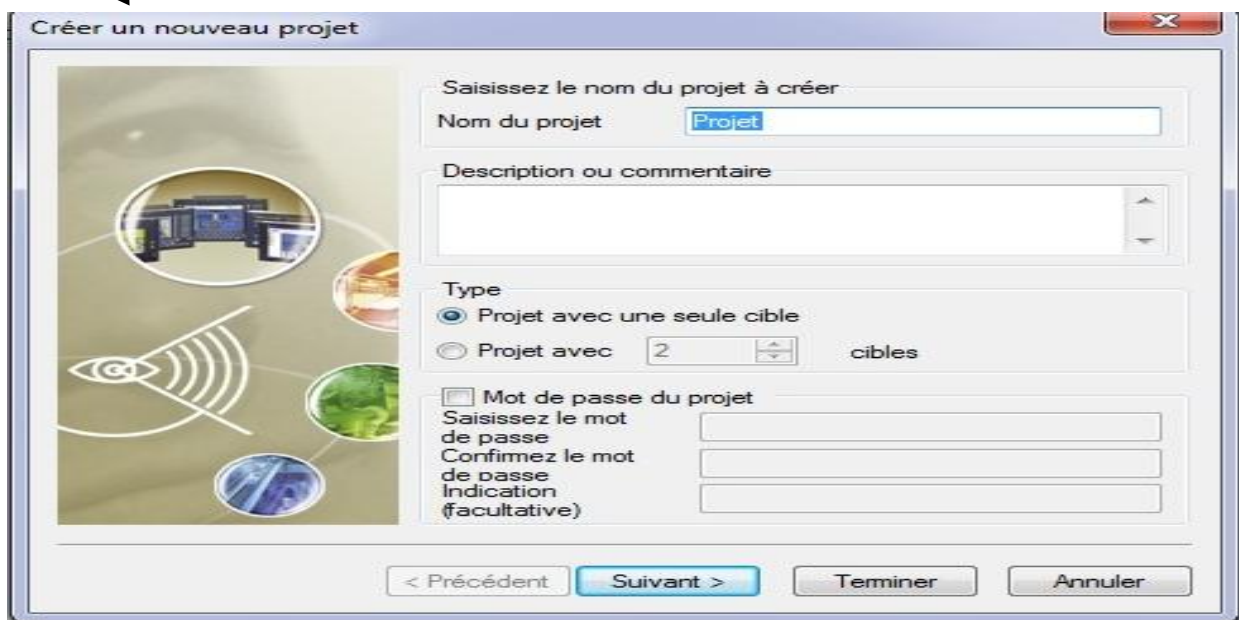 Créer un nouveau projet
Saisissez le nom du projet à créer
Nom du projet Projet
Description ou commentaire
Type
Projet avec une seule cible
Projet avec 2 cibles
Mot de passe du projet
Saisissez le mot
de passe
Confirmez le mot
de passe
Indication
(facultative)
< Précédent Suivant > Terminer Annuler